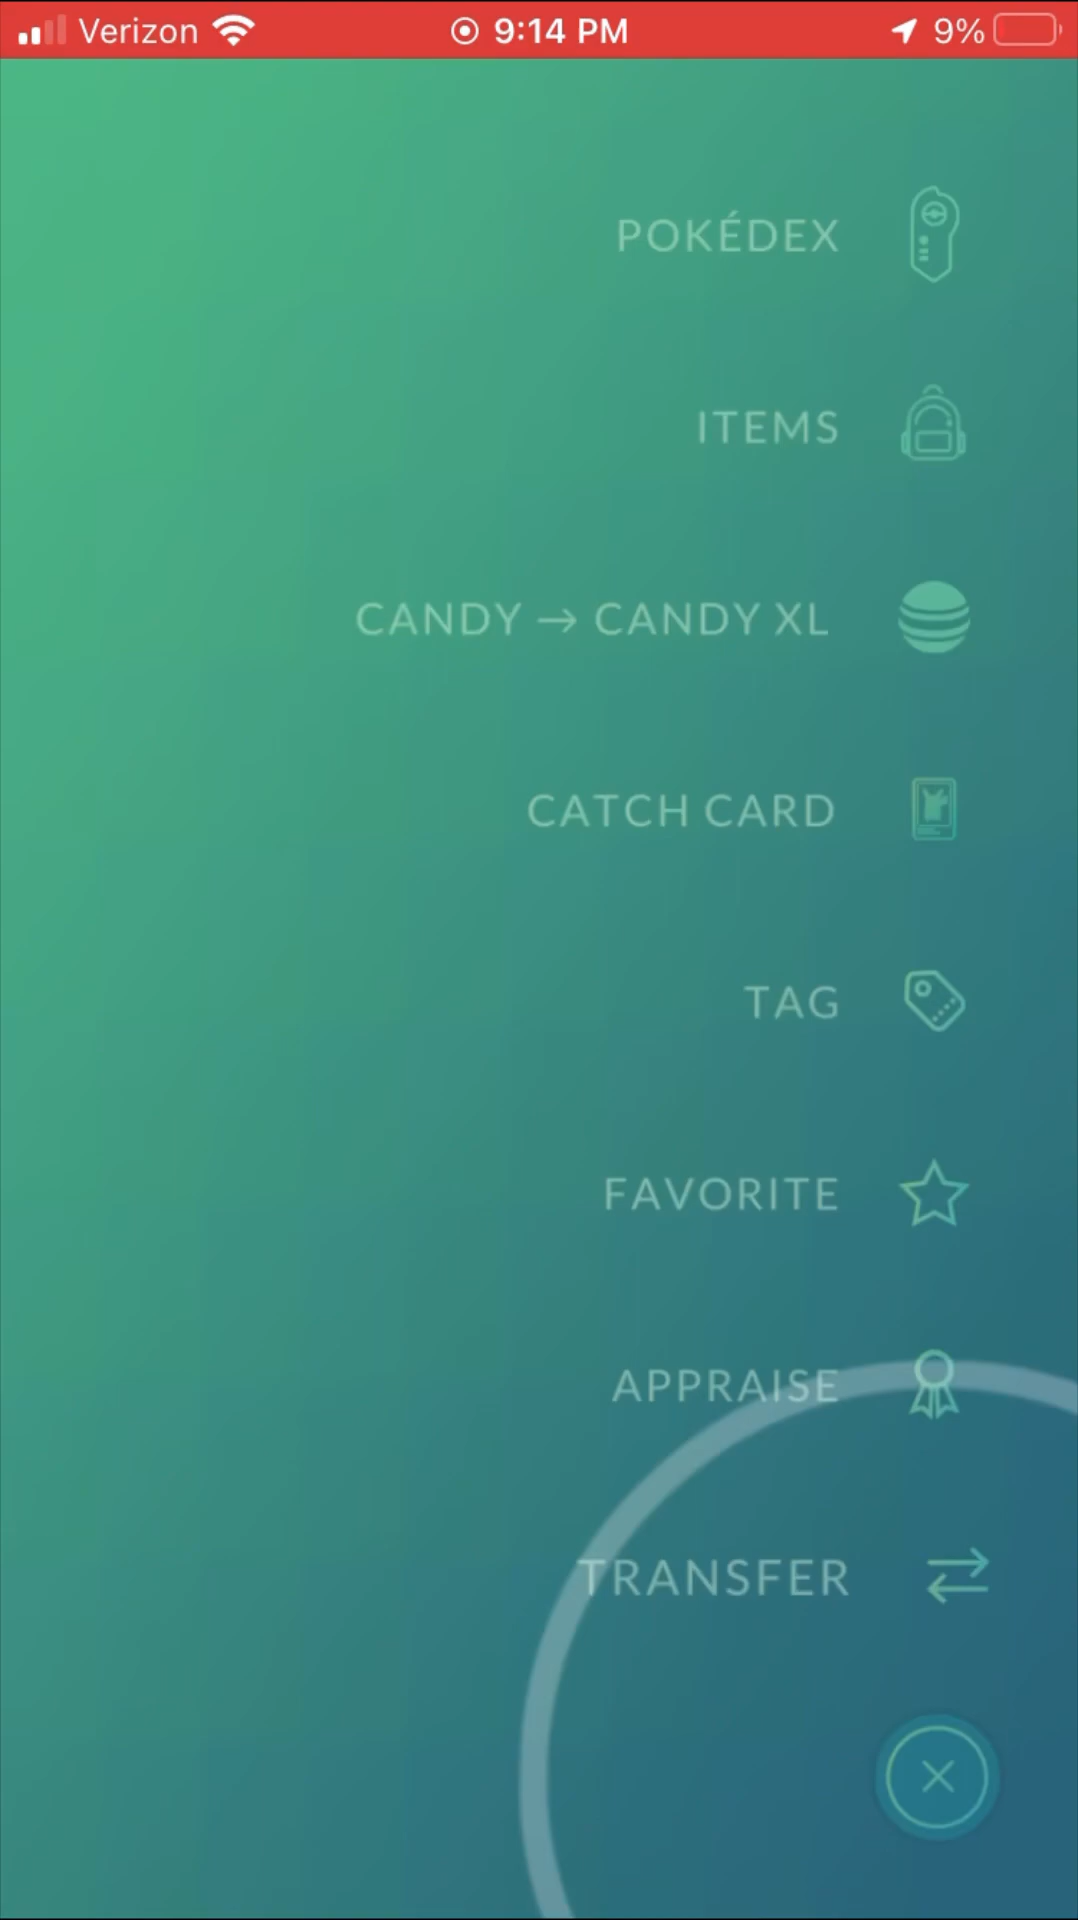 Verizon 9:14 PM 9%
POKÉDEX
ITEMS
CANDY → CANDY XL
CATCH CARD
TAG
FAVORITE
APPRAISE
TRANSFER